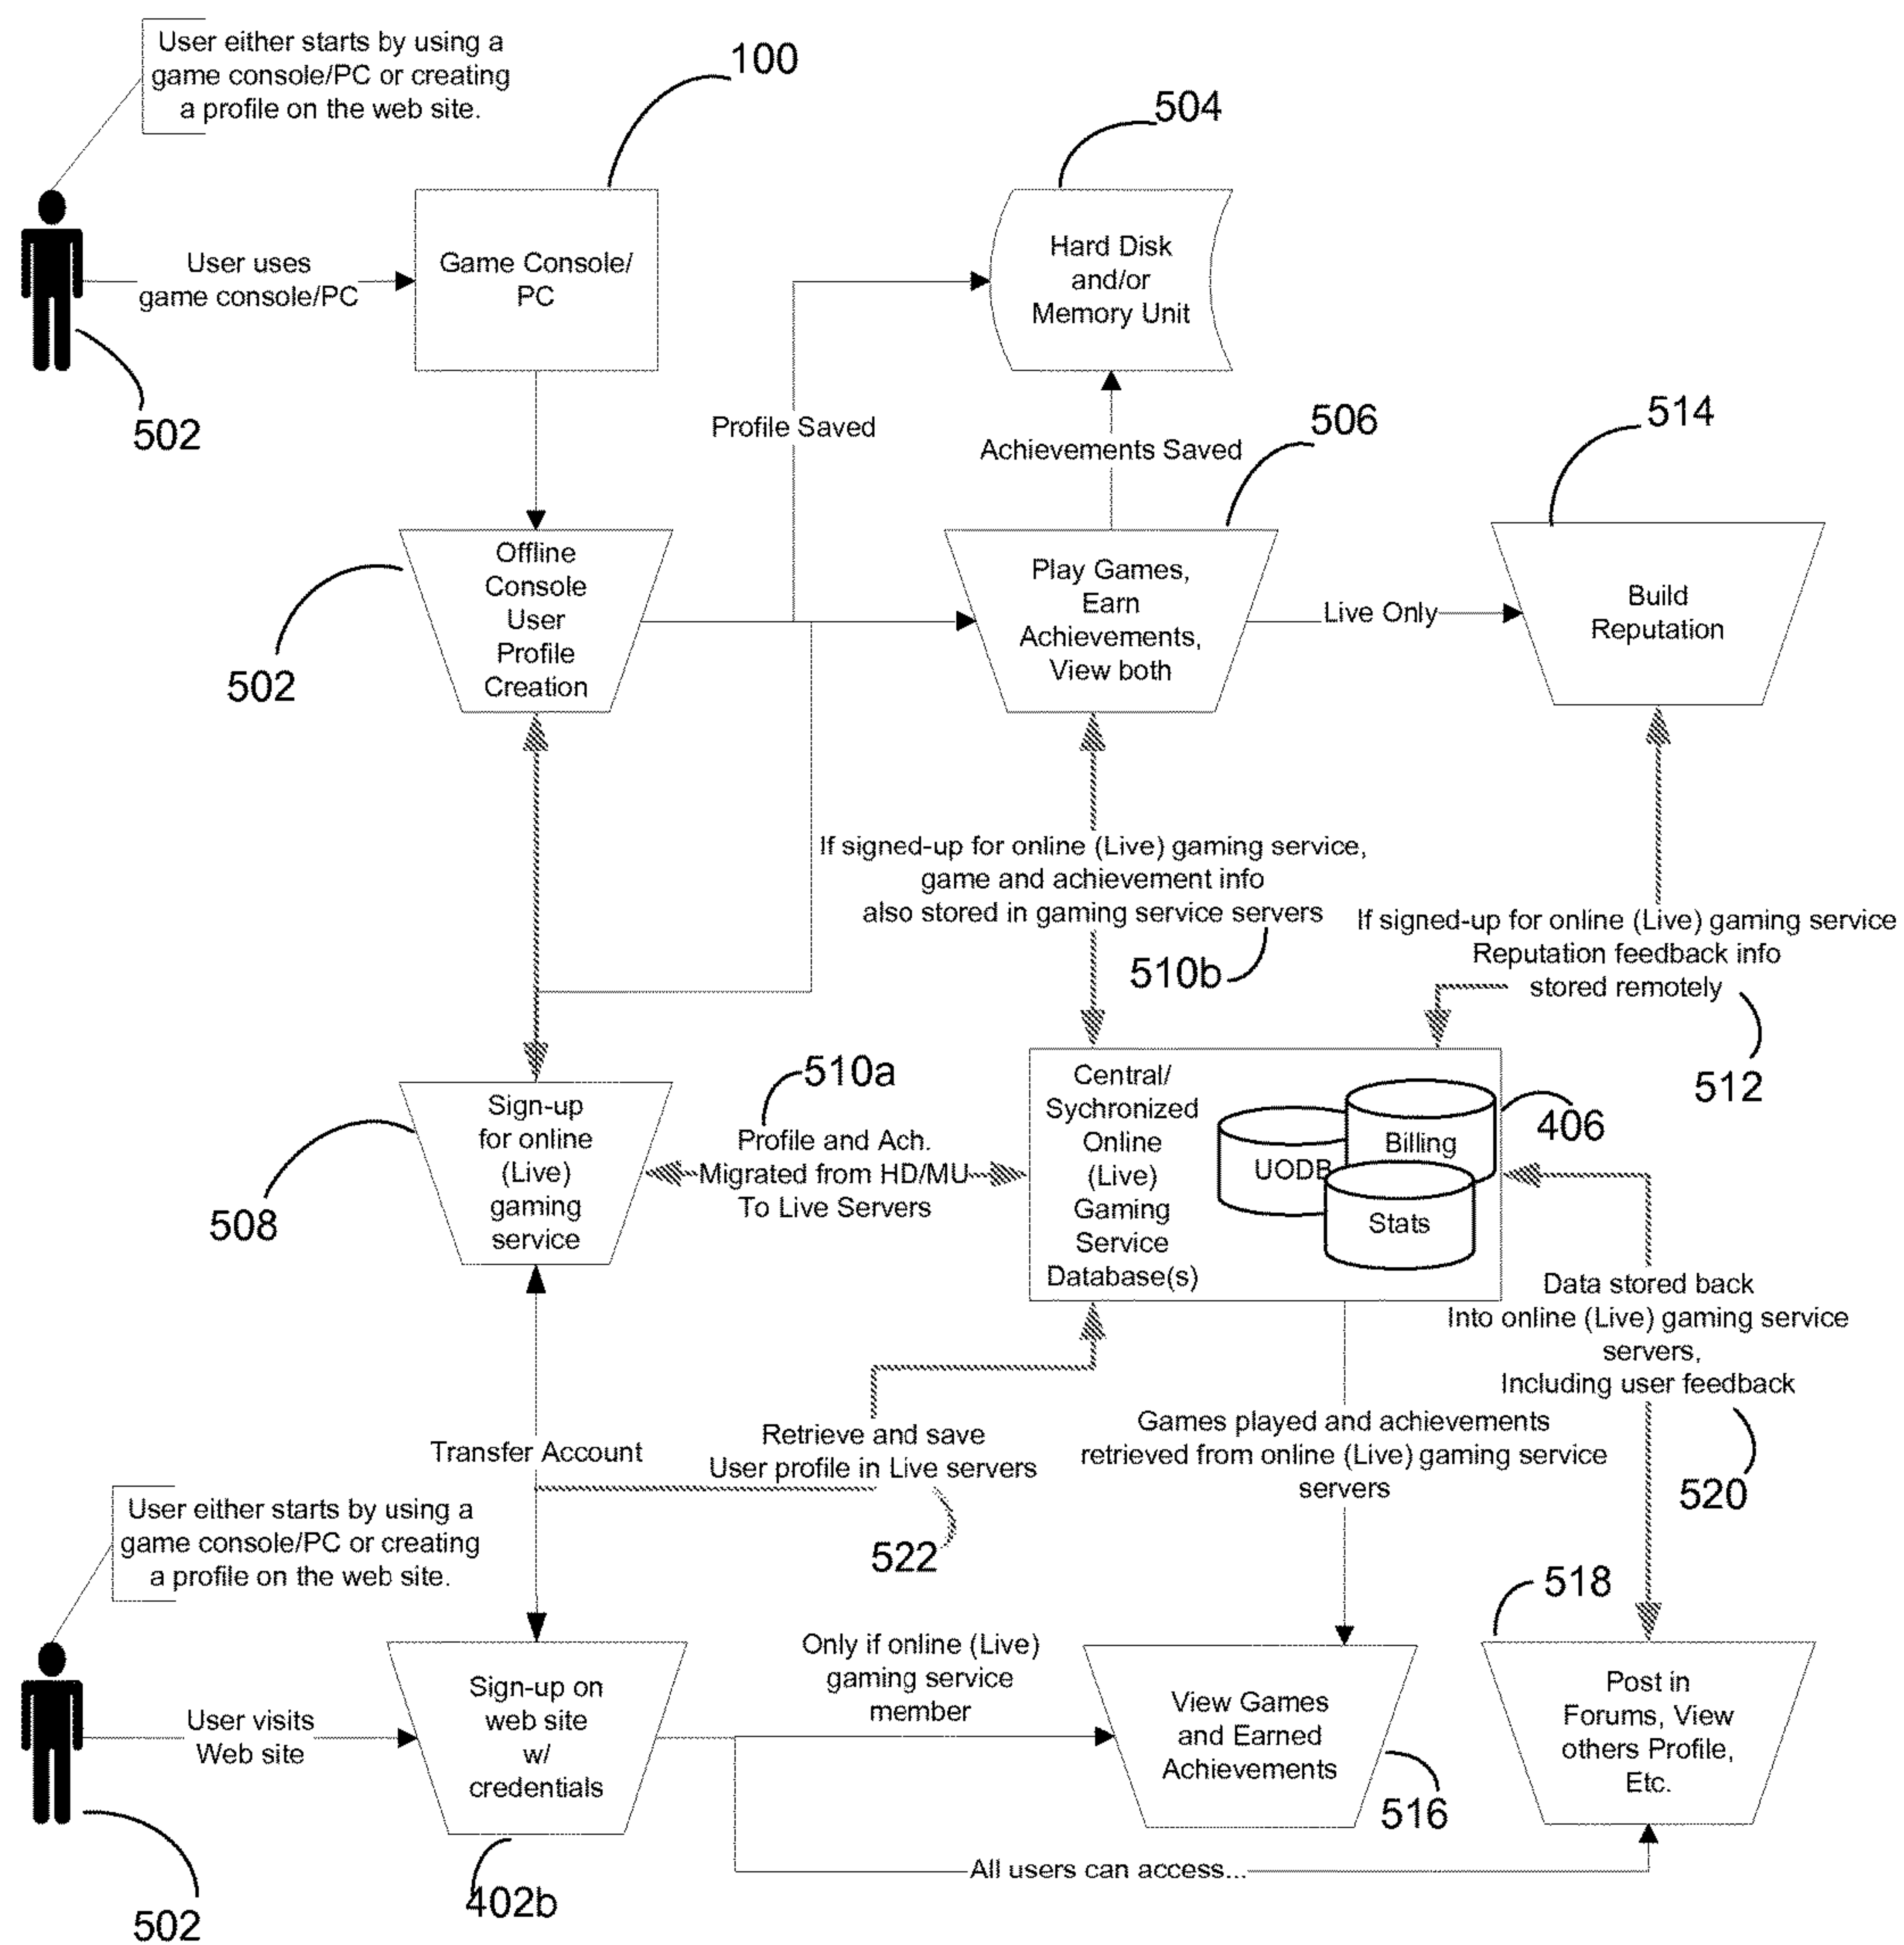 User either starts by using a
game console/PC or creating
a profile on the web site.
100
504
User uses
game console/PC
Game Console/
PC
Hard Disk
and/or
Memory Unit
502
Profile Saved
Achievements Saved
506
514
Offline
Console
User
Profile
Creation
502
Play Games,
Earn
Achievements,
View both
Live Only
Build
Reputation
If signed-up for online (Live) gaming service,
game and achievement info
also stored in gaming service servers
510b
If signed-up for online (Live) gaming service
Reputation feedback info
stored remotely
512
510a
Sign-up
for online
(Live)
gaming
service
508
Profile and Ach.
Migrated from HD/MU
To Live Servers
Central/
Sychronized
Online
(Live)
Gaming
Service
Database(s)
UODB
Billing
Stats
406
Data stored back
Into online (Live) gaming service
servers,
Including user feedback
520
Transfer Account
Retrieve and save
User profile in Live servers
522
Games played and achievements
retrieved from online (Live) gaming service
servers
User either starts by using a
game console/PC or creating
a profile on the web site.
518
User visits
Web site
Sign-up on
web site
w/
credentials
Only if online (Live)
gaming service
member
View Games
and Earned
Achievements
516
Post in
Forums, View
others Profile,
Etc.
All users can access...
502
402b